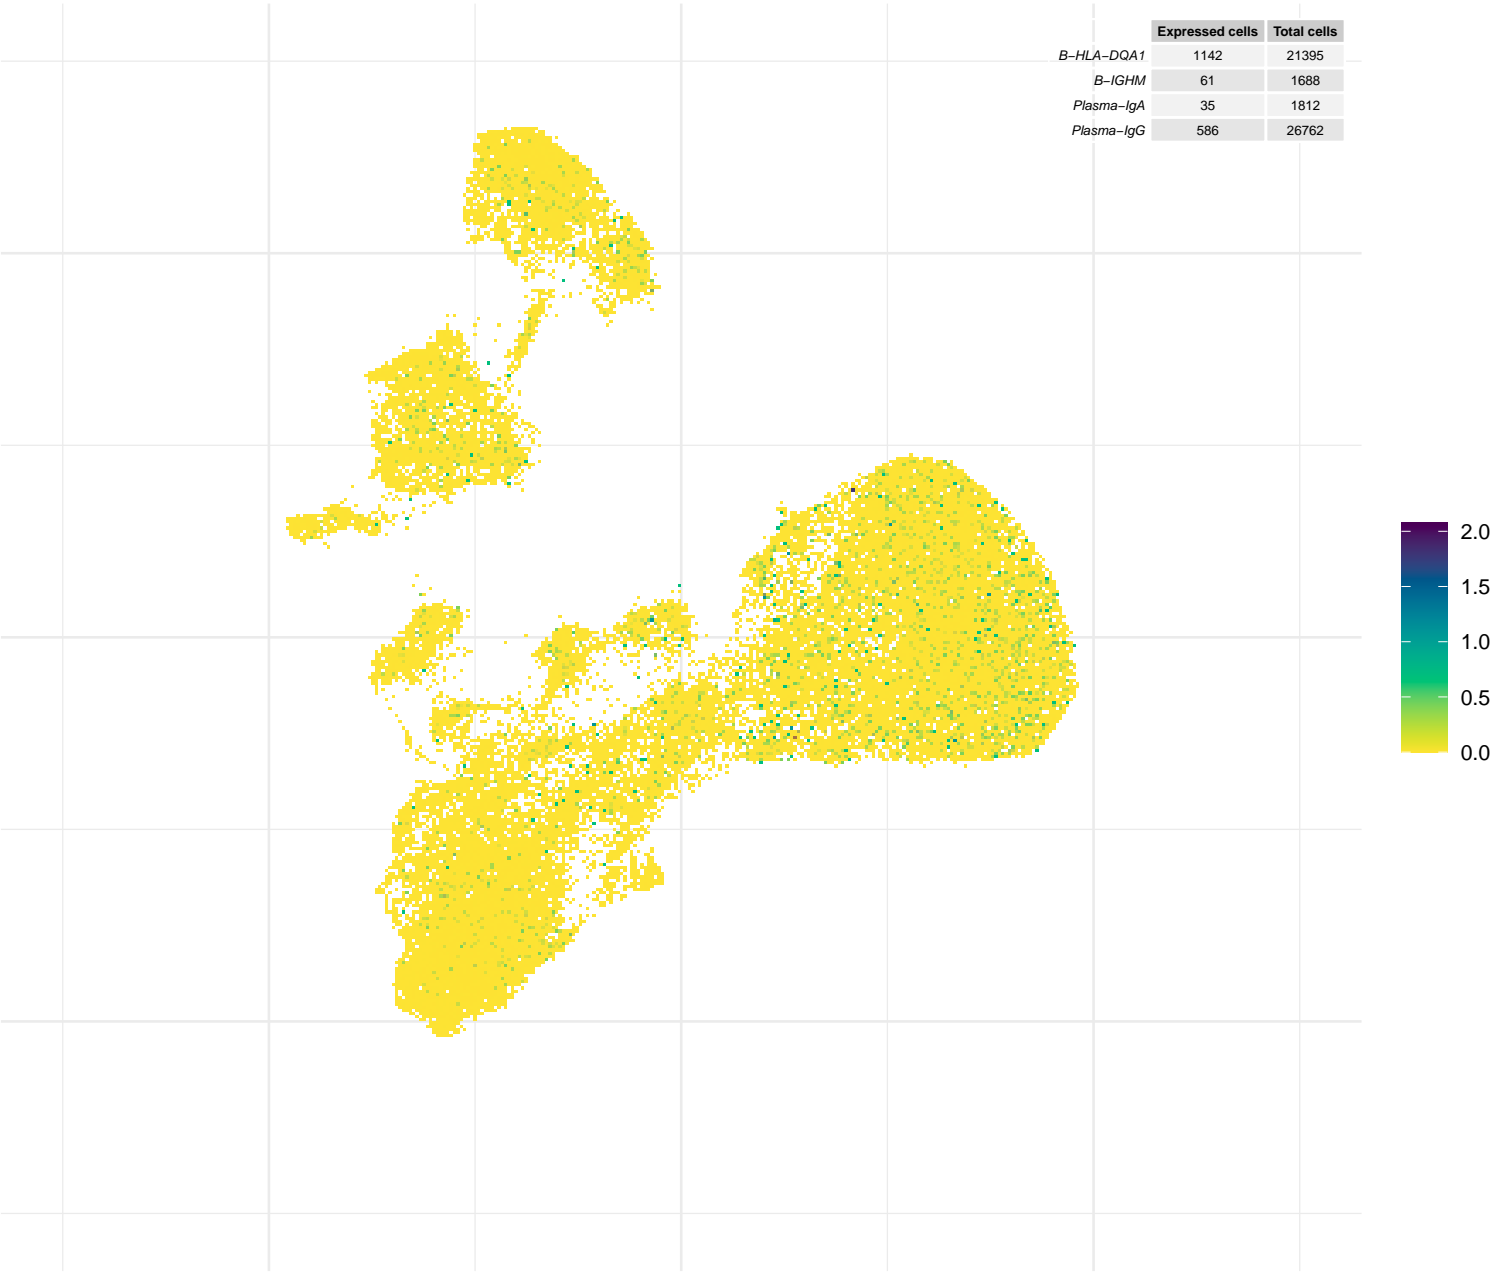 Expressed cells Total cells
B−HLA−DQA1 1142 21395
B−IGHM 61 1688
Plasma−IgA 35 1812
Plasma−IgG 586 26762
2.0
1.5
1.0
0.5
0.0